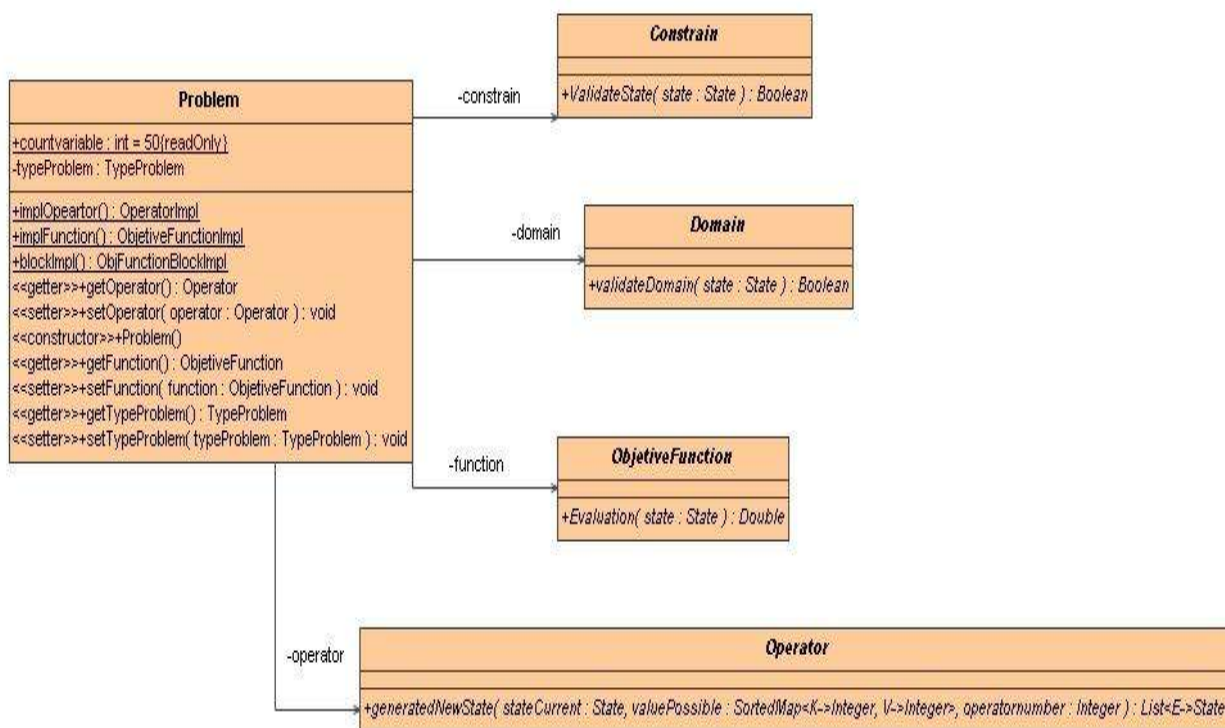 Constrain
+ValidateState( state : State ) : Boolean
Problem
+countvariable : int = 50{readOnly}
-typeProblem : TypeProblem
+implOpeartor() : OperatorImpl
+implFunction() : ObjetiveFunctionImpl
+blockImpl() : ObjFunctionBlockImpl
<<getter>>+getOperator() : Operator
<<setter>>+setOperator( operator : Operator ) : void
<<constructor>>+Problem()
<<getter>>+getFunction() : ObjetiveFunction
<<setter>>+setFunction( function : ObjetiveFunction ) : void
<<getter>>+getTypeProblem() : TypeProblem
<<setter>>+setTypeProblem( typeProblem : TypeProblem ) : void
-constrain
-domain
Domain
+validateDomain( state : State ) : Boolean
-function
ObjetiveFunction
+Evaluation( state : State ) : Double
-operator
Operator
+generatedNewState( stateCurrent : State, valuePossible : SortedMap<K->Integer, V->Integer>, operatornumber : Integer ) : List<E->State